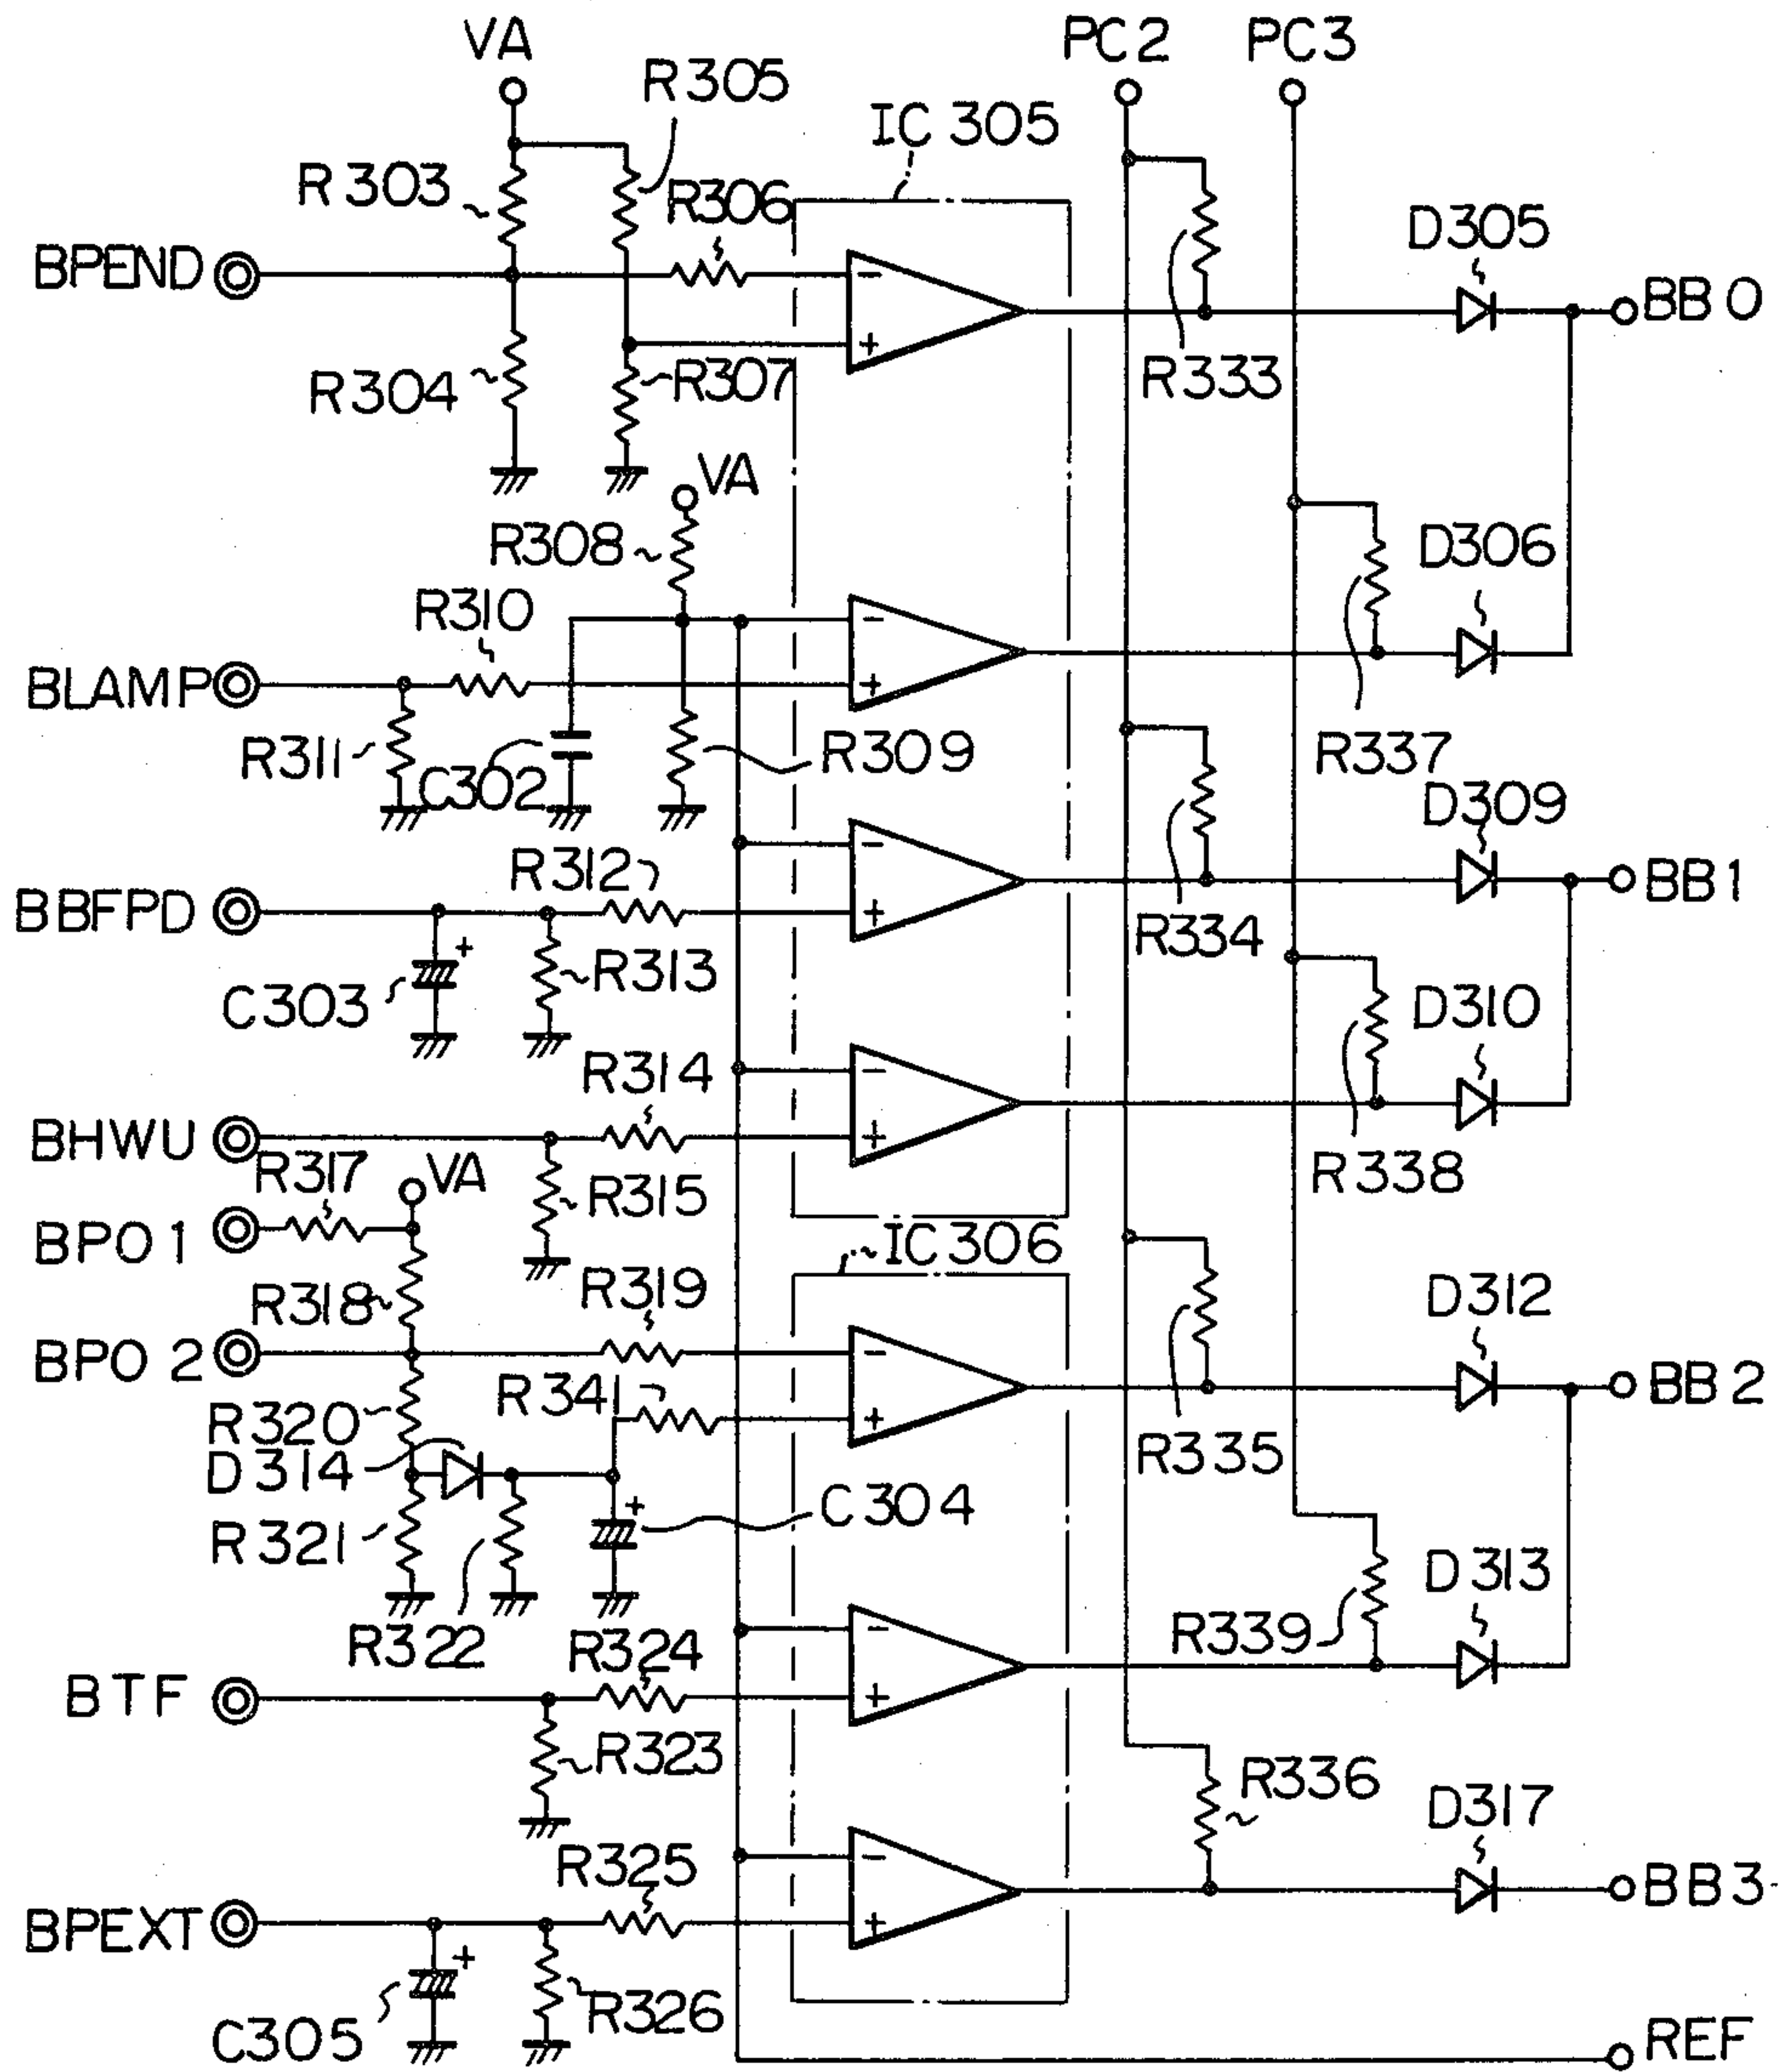 VA
PC2
PC3
R305
IC305
R303
R306
D305
BPEND
−
BB0
+
R304
R307
R333
VA
R308
D306
R310
−
BLAMP
+
R311
C302
R309
R337
D309
R312
−
BBFPD
+
BB1
R334
+
R313
C303
D310
R314
−
BHWU
+
R338
R317
VA
R315
BPO1
IC306
R318
R319
D312
BPO2
−
R341
+
BB2
R320
R335
D314
+
C304
R321
D313
R322
R324
−
R339
BTF
+
R323
R336
D317
R325
−
BB3
BPEXT
+
+
C305
R326
REF